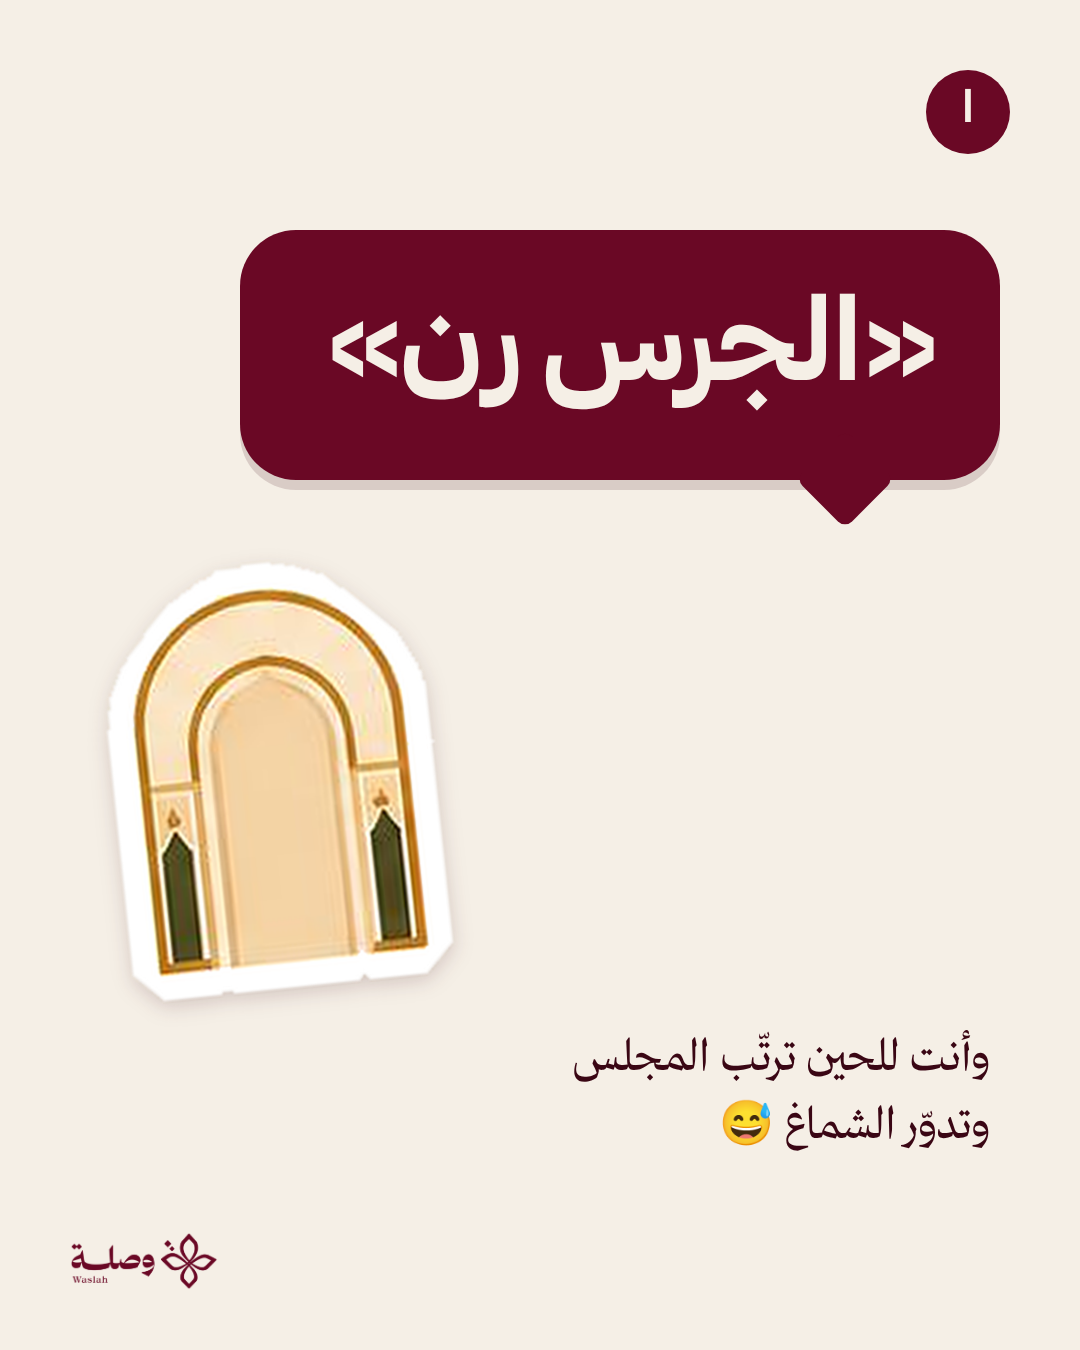 ١
«الجرس رن»
وأنت للحين ترتّب المجلس
وتدوّر الشماغ 😅
وصلة
Waslah